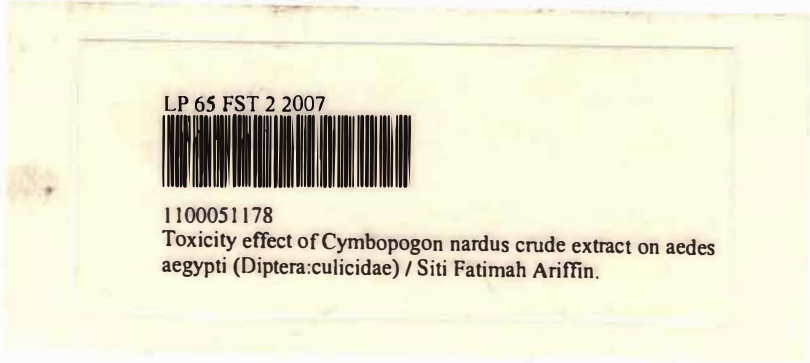 LP 65 FST 2 2007
1100051178
Toxicity effect of Cymbopogon nardus crude extract on aedes
aegypti (Diptera:culicidae) / Siti Fatimah Ariffin.